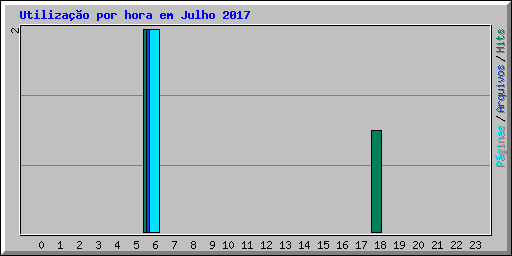 Utilização por hora em Julho 2017
2
Páginas/Arquivos/Hits
0 1 2 3 4 5 6 7 8 9 10 11 12 13 14 15 16 17 18 19 20 21 22 23